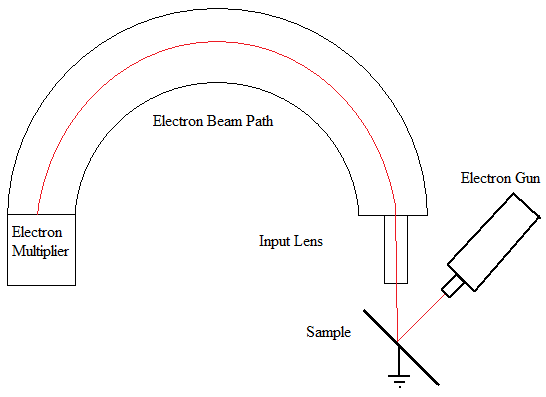 Electron Beam Path
Electron Gun
Electron
Multiplier
Input Lens
Sample